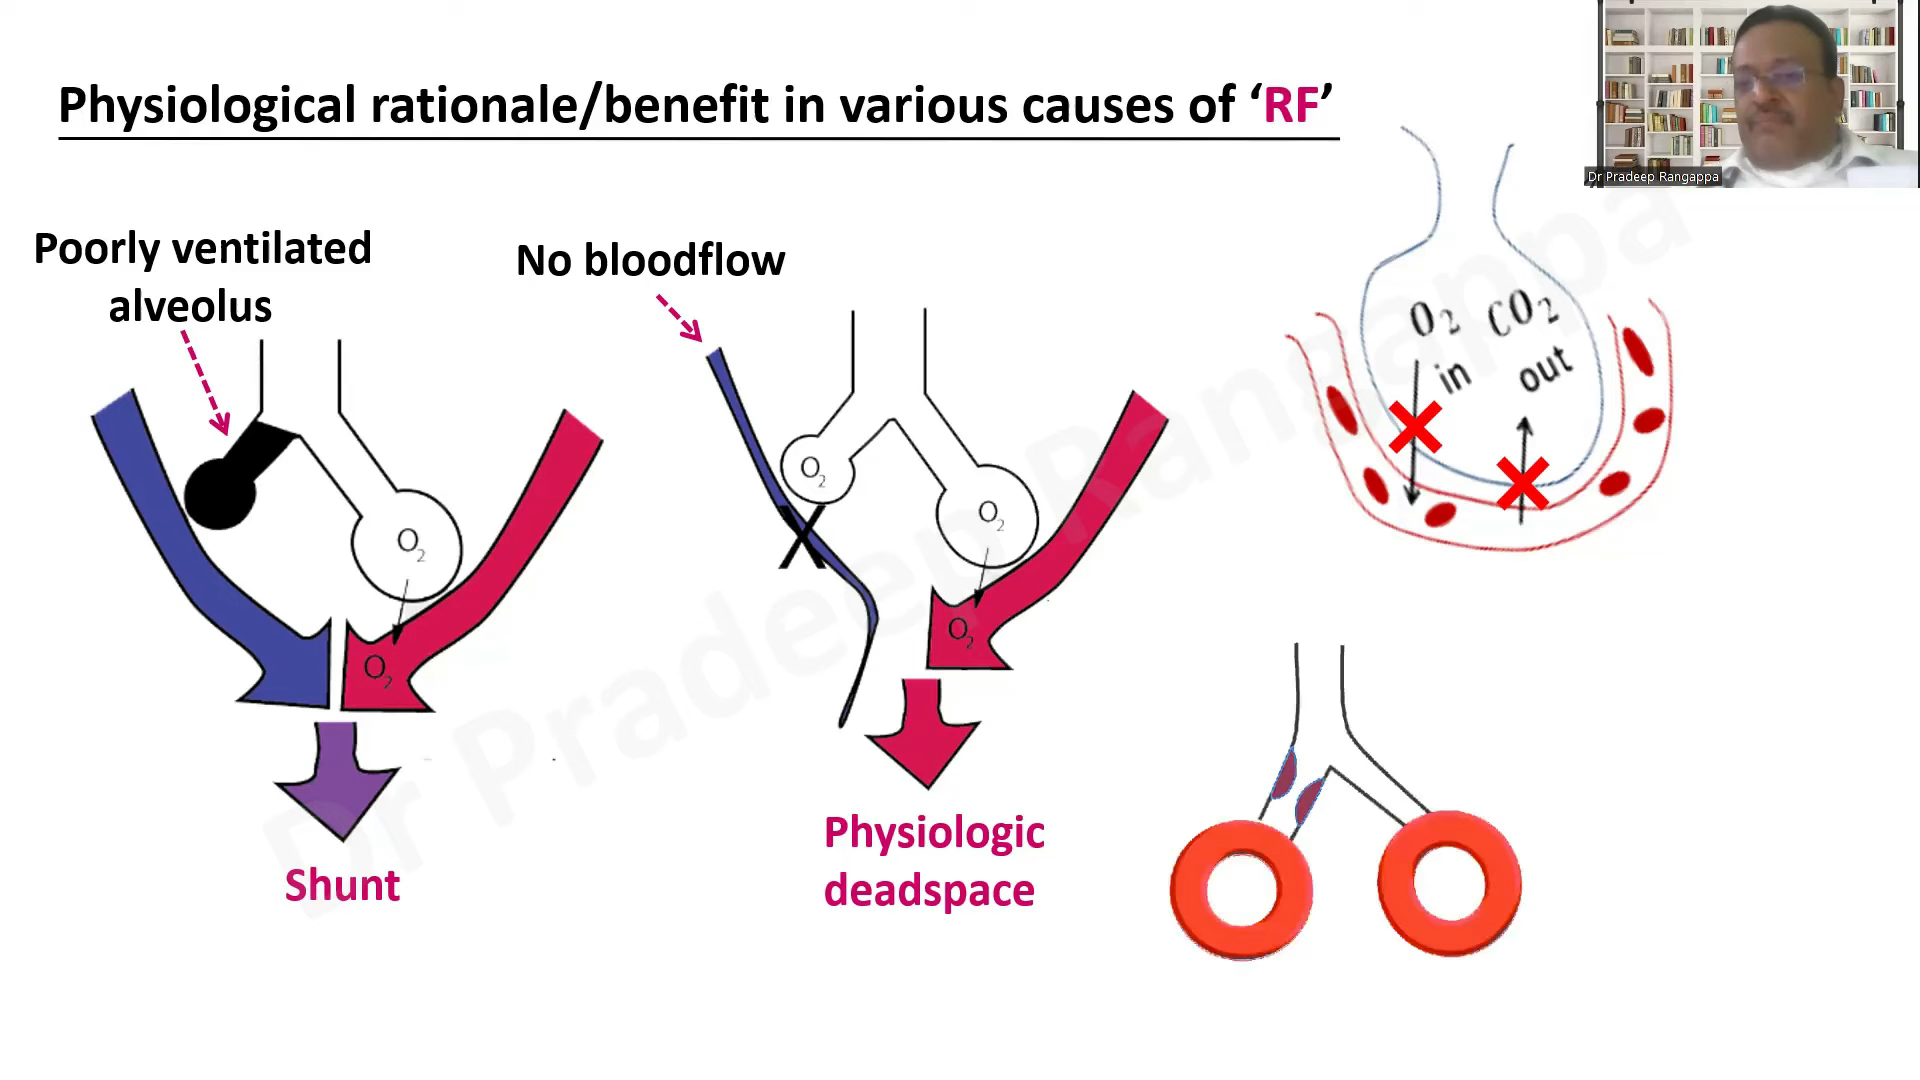 Physiological rationale/benefit in various causes of ‘RF’
Dr Pradeep Rangappa
Poorly ventilated
alveolus
No bloodflow
O2 CO2
in out
O2
O2
O2
O2
O2
Shunt
Physiologic
deadspace
Dr Pradeep Rangappa